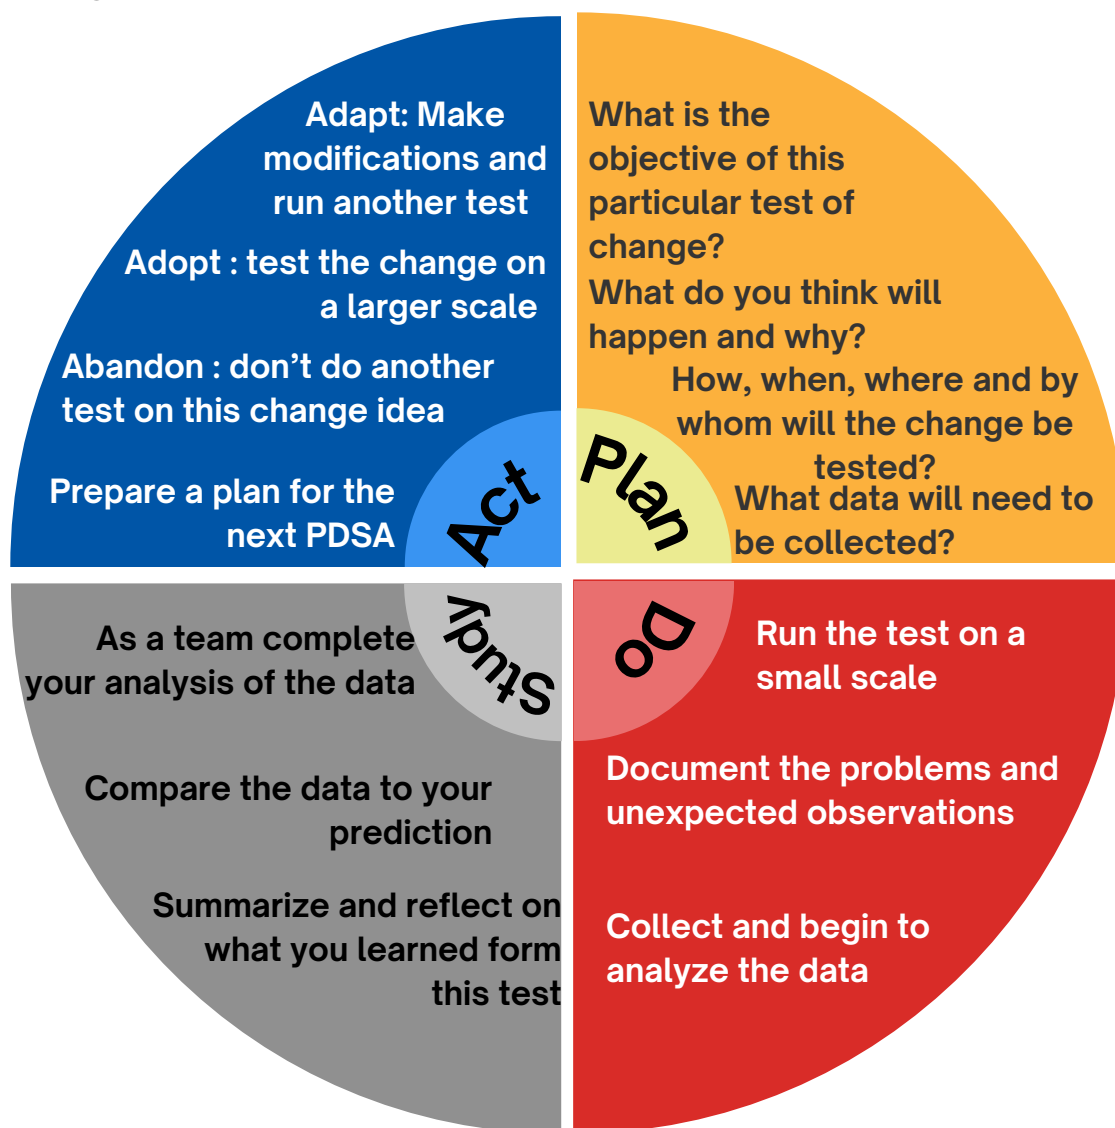 What is the
objective of this
particular test of
change?
What do you think will
happen and why?
How, when, where and by
whom will the change be
tested?
What data will need to
be collected?
Plan
Do
Run the test on a
small scale
Document the problems and
unexpected observations
Collect and begin to
analyze the data
Study
As a team complete
your analysis of the data
Compare the data to your
prediction
Summarize and reflect on
what you learned form
this test
Act
Adapt: Make
modifications and
run another test
Adopt : test the change on
a larger scale
Abandon : don’t do another
test on this change idea
Prepare a plan for the
next PDSA